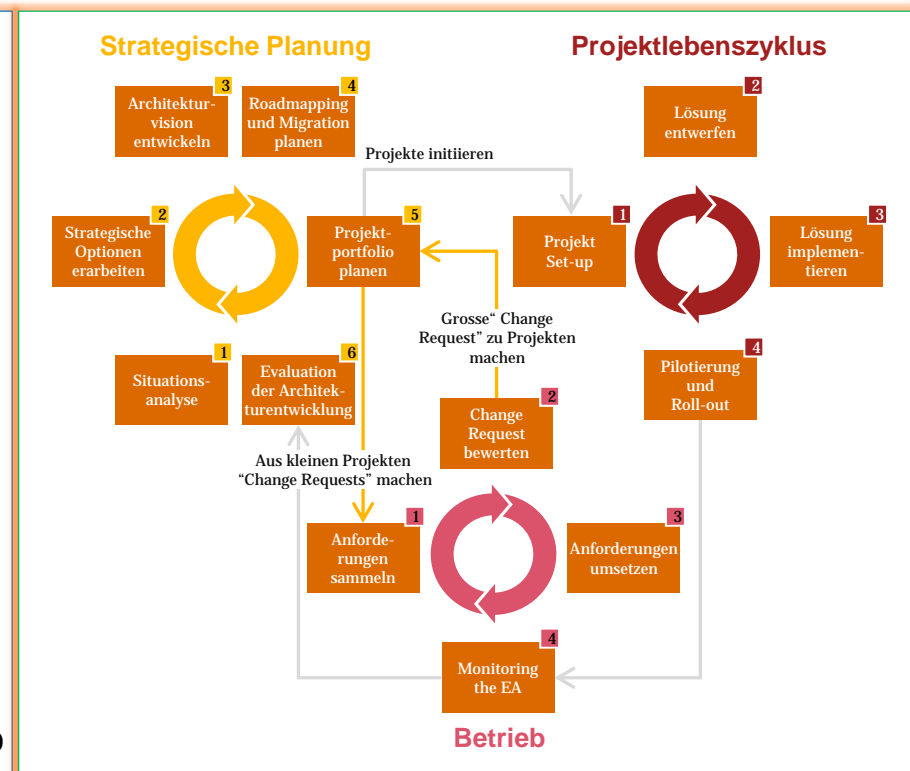 Strategische Planung
3
Architektur-
vision
entwickeln
4
Roadmapping
und Migration
planen
2
Strategische
Optionen
erarbeiten
5
Projekt-
portfolio
planen
1
Situations-
analyse
6
Evaluation
der Architek-
turentwicklung
Projekte initiieren
Projektlebenszyklus
2
Lösung
entwerfen
1
Projekt
Set-up
3
Lösung
implemen-
tieren
4
Pilotierung
und
Roll-out
Grosse“ Change
Request” zu Projekten
machen
Aus kleinen Projekten
“Change Requests” machen
2
Change
Request
bewerten
1
Anforde-
rungen
sammeln
3
Anforderungen
umsetzen
4
Monitoring
the EA
Betrieb